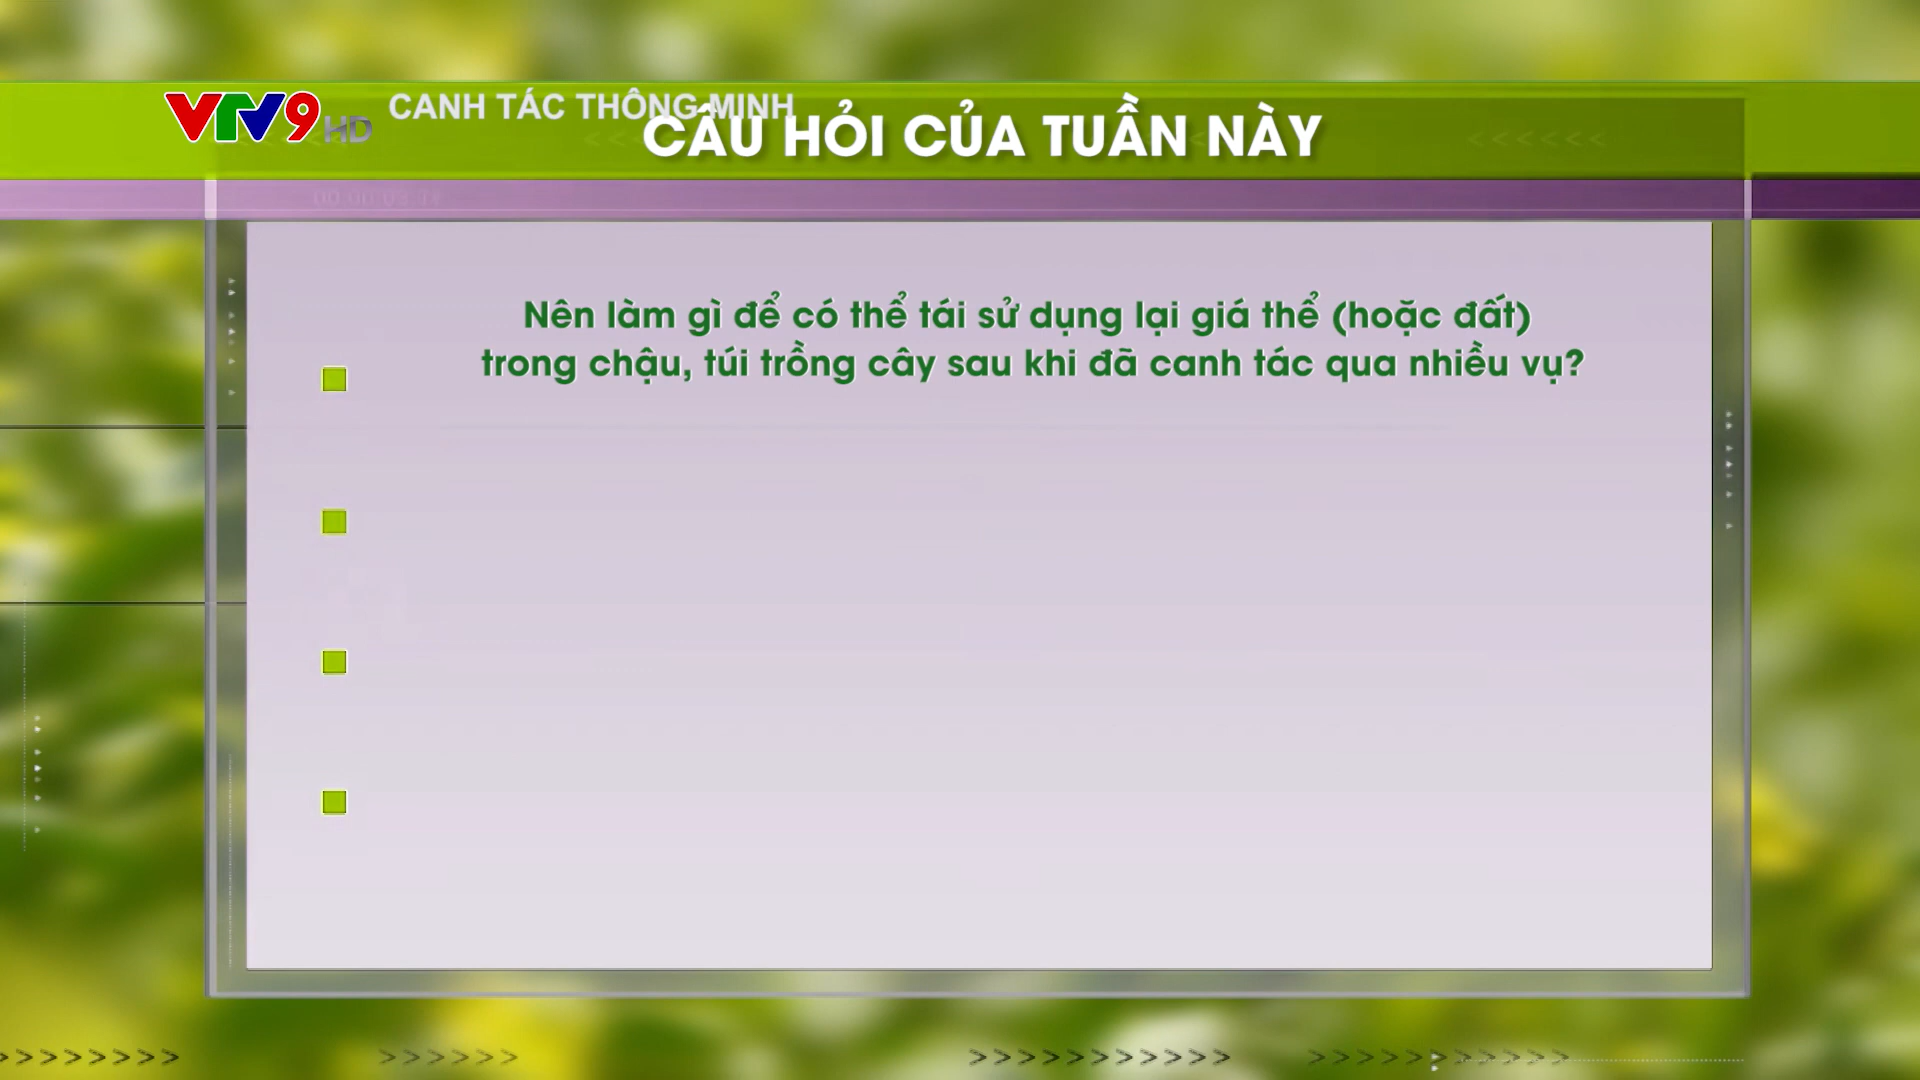 VTV9 HD
CANH TÁC THÔNG MINH
CÂU HỎI CỦA TUẦN NÀY
Nên làm gì để có thể tái sử dụng lại giá thể (hoặc đất)
trong chậu, túi trồng cây sau khi đã canh tác qua nhiều vụ?